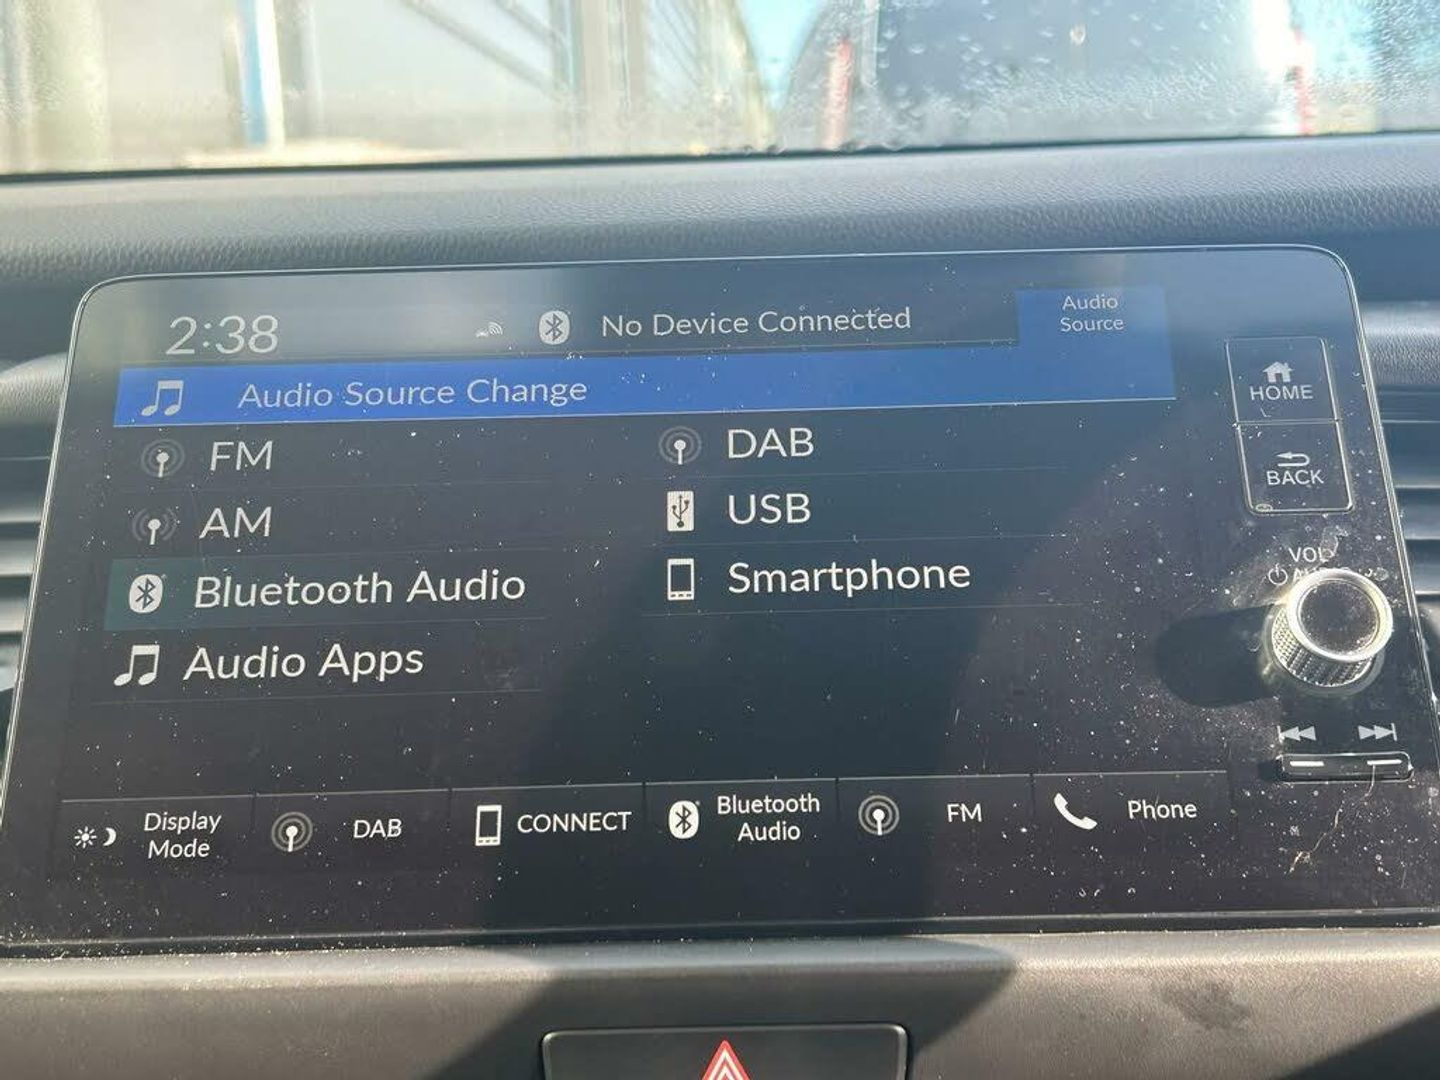 2:38
No Device Connected
Audio
Source
Audio Source Change
HOME
FM
DAB
BACK
AM
USB
VOL
Bluetooth Audio
Smartphone
Audio Apps
Display
Mode
DAB
CONNECT
Bluetooth
Audio
FM
Phone